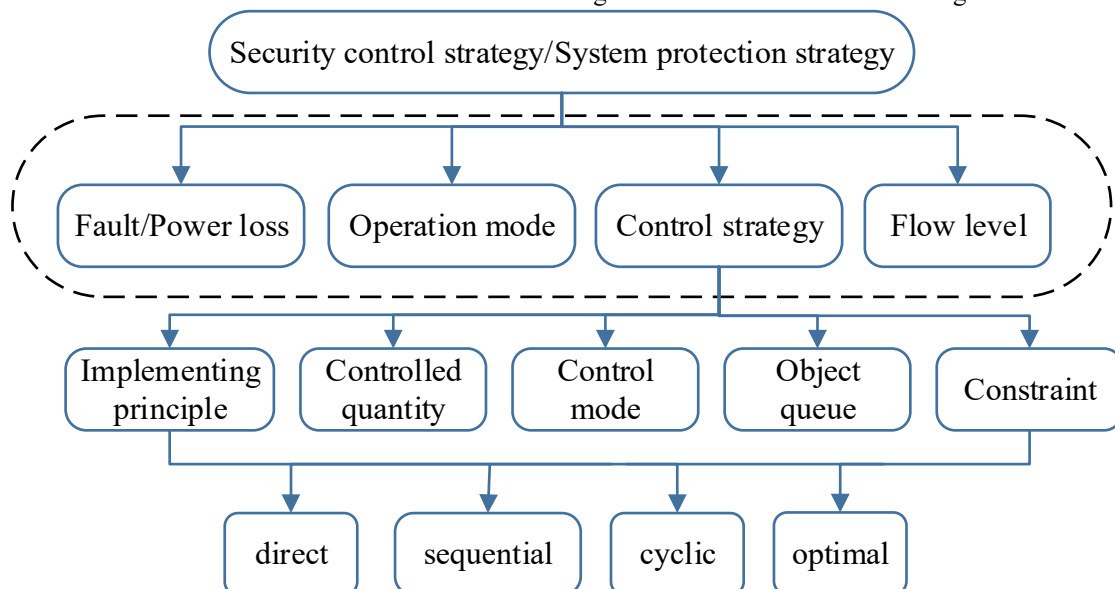 Security control strategy/System protection strategy
Fault/Power loss
Operation mode
Control strategy
Flow level
Implementing
principle
Controlled
quantity
Control
mode
Object
queue
Constraint
direct
sequential
cyclic
optimal